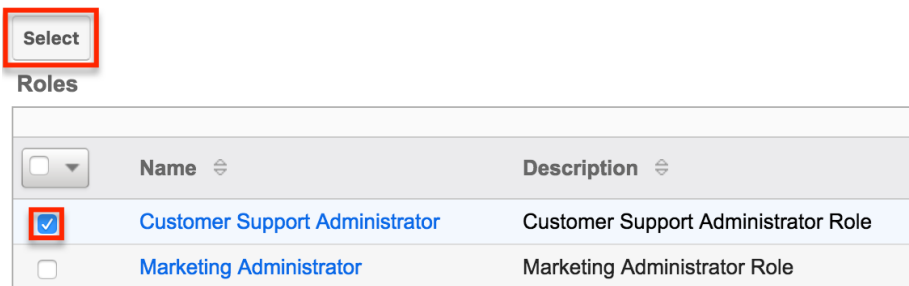 Select
Roles
Name Description
Customer Support Administrator Customer Support Administrator Role
Marketing Administrator Marketing Administrator Role